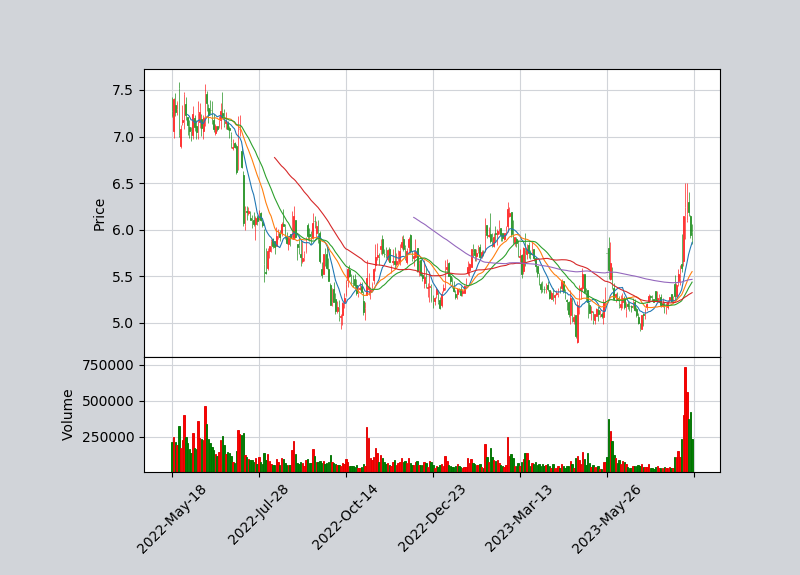 7.5
7.0
6.5
6.0
5.5
5.0
Price
750000
500000
250000
Volume
2022-May-18
2022-Jul-28
2022-Oct-14
2022-Dec-23
2023-Mar-13
2023-May-26